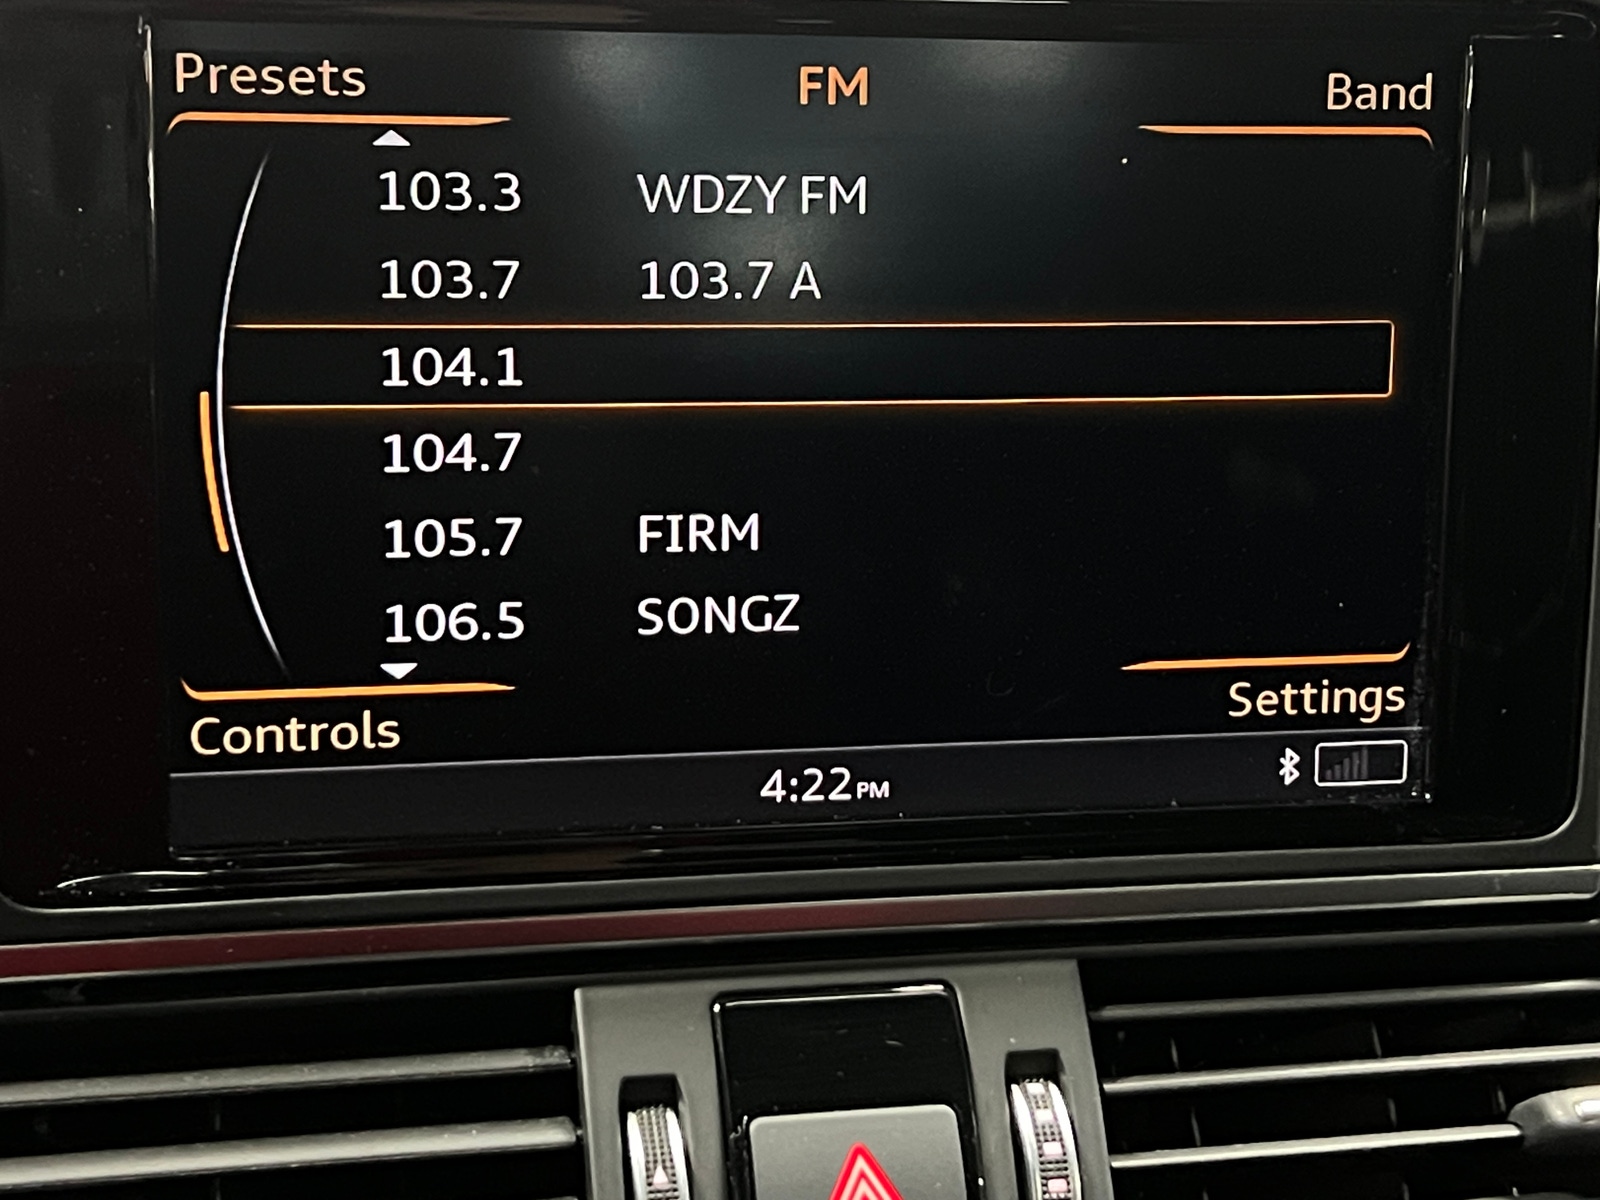 Presets FM Band
103.3 WDZY FM
103.7 103.7 A
104.1
104.7
105.7 FIRM
106.5 SONGZ
Controls Settings
4:22PM